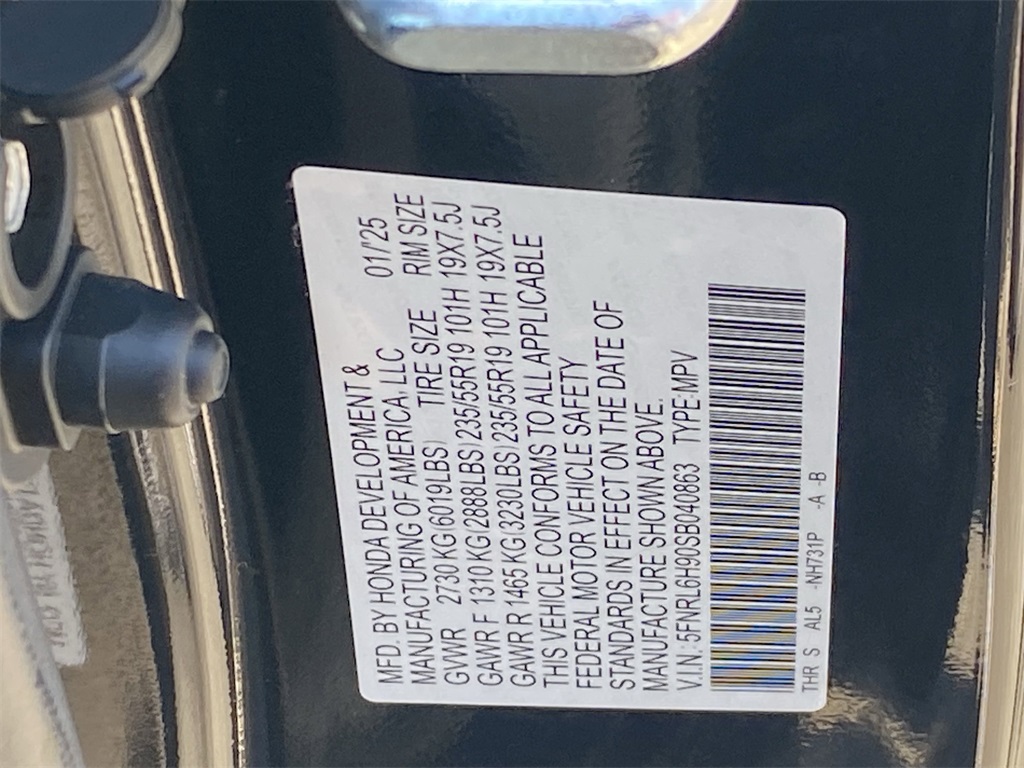 MFD. BY HONDA DEVELOPMENT &
MANUFACTURING OF AMERICA, LLC 01/'25
GVWR 2730 KG(6019LBS) TIRE SIZE RIM SIZE
GAWR F 1310 KG(2888LBS) 235/55R19 101H 19X7.5J
GAWR R 1465 KG(3230LBS) 235/55R19 101H 19X7.5J
THIS VEHICLE CONFORMS TO ALL APPLICABLE
FEDERAL MOTOR VEHICLE SAFETY
STANDARDS IN EFFECT ON THE DATE OF
MANUFACTURE SHOWN ABOVE.
V.I.N.:5FNRL6H90SB040863 TYPE:MPV
THR S AL5 -NH731P -A -B